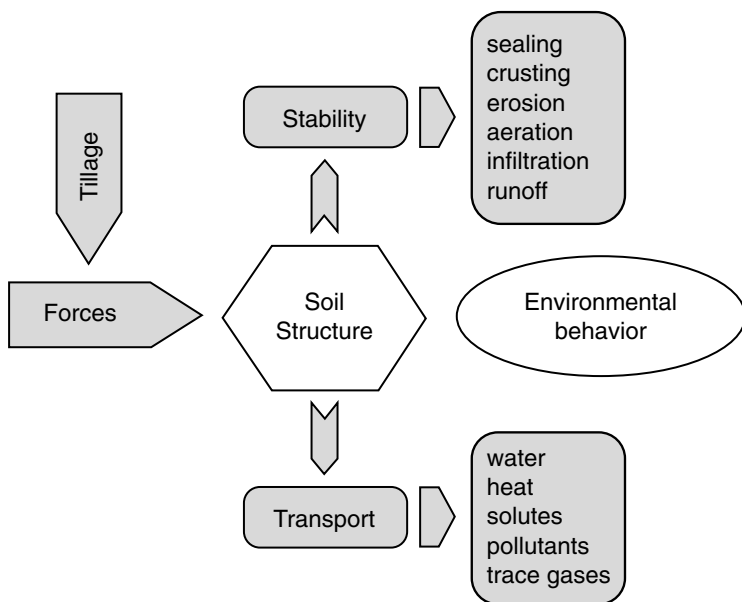 Tillage
Forces
Soil
Structure
Stability
sealing
crusting
erosion
aeration
infiltration
runoff
Environmental
behavior
Transport
water
heat
solutes
pollutants
trace gases